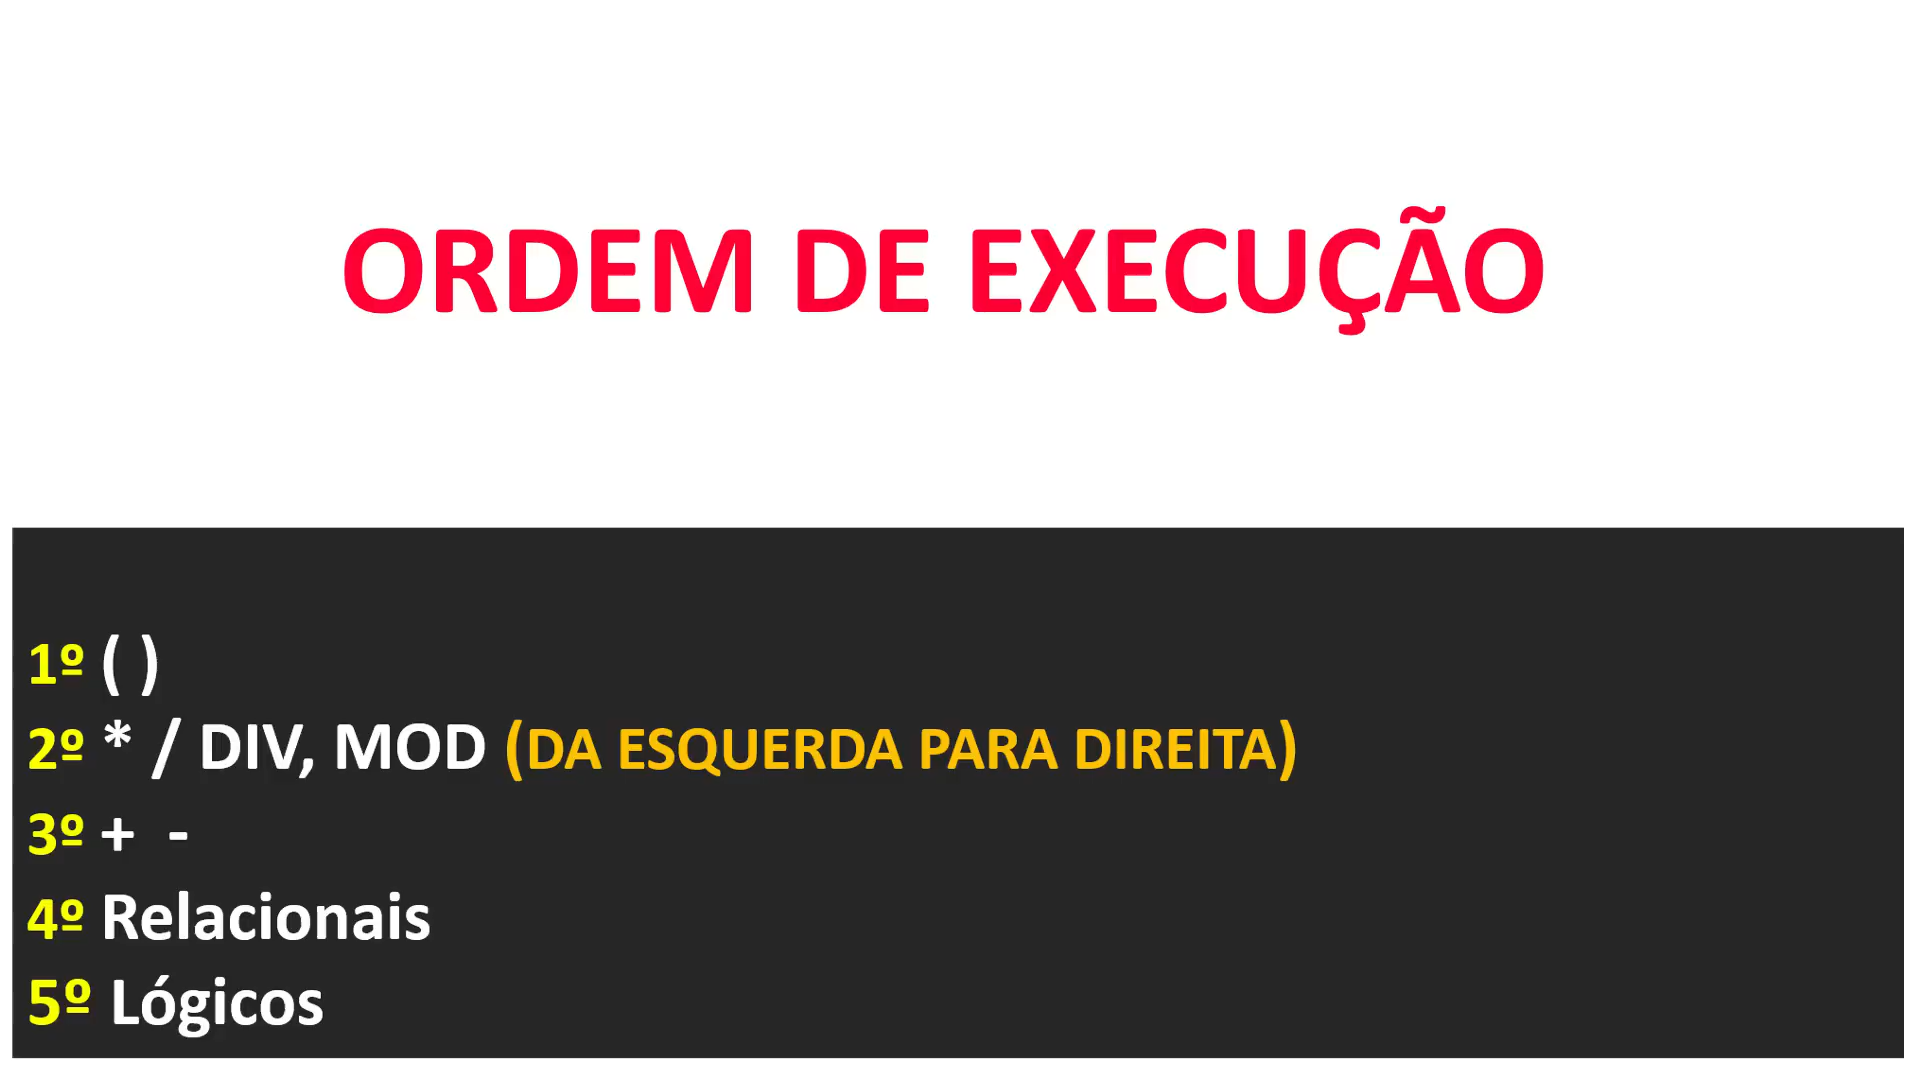 ORDEM DE EXECUÇÃO
1º ( )
2º * / DIV, MOD (DA ESQUERDA PARA DIREITA)
3º + -
4º Relacionais
5º Lógicos